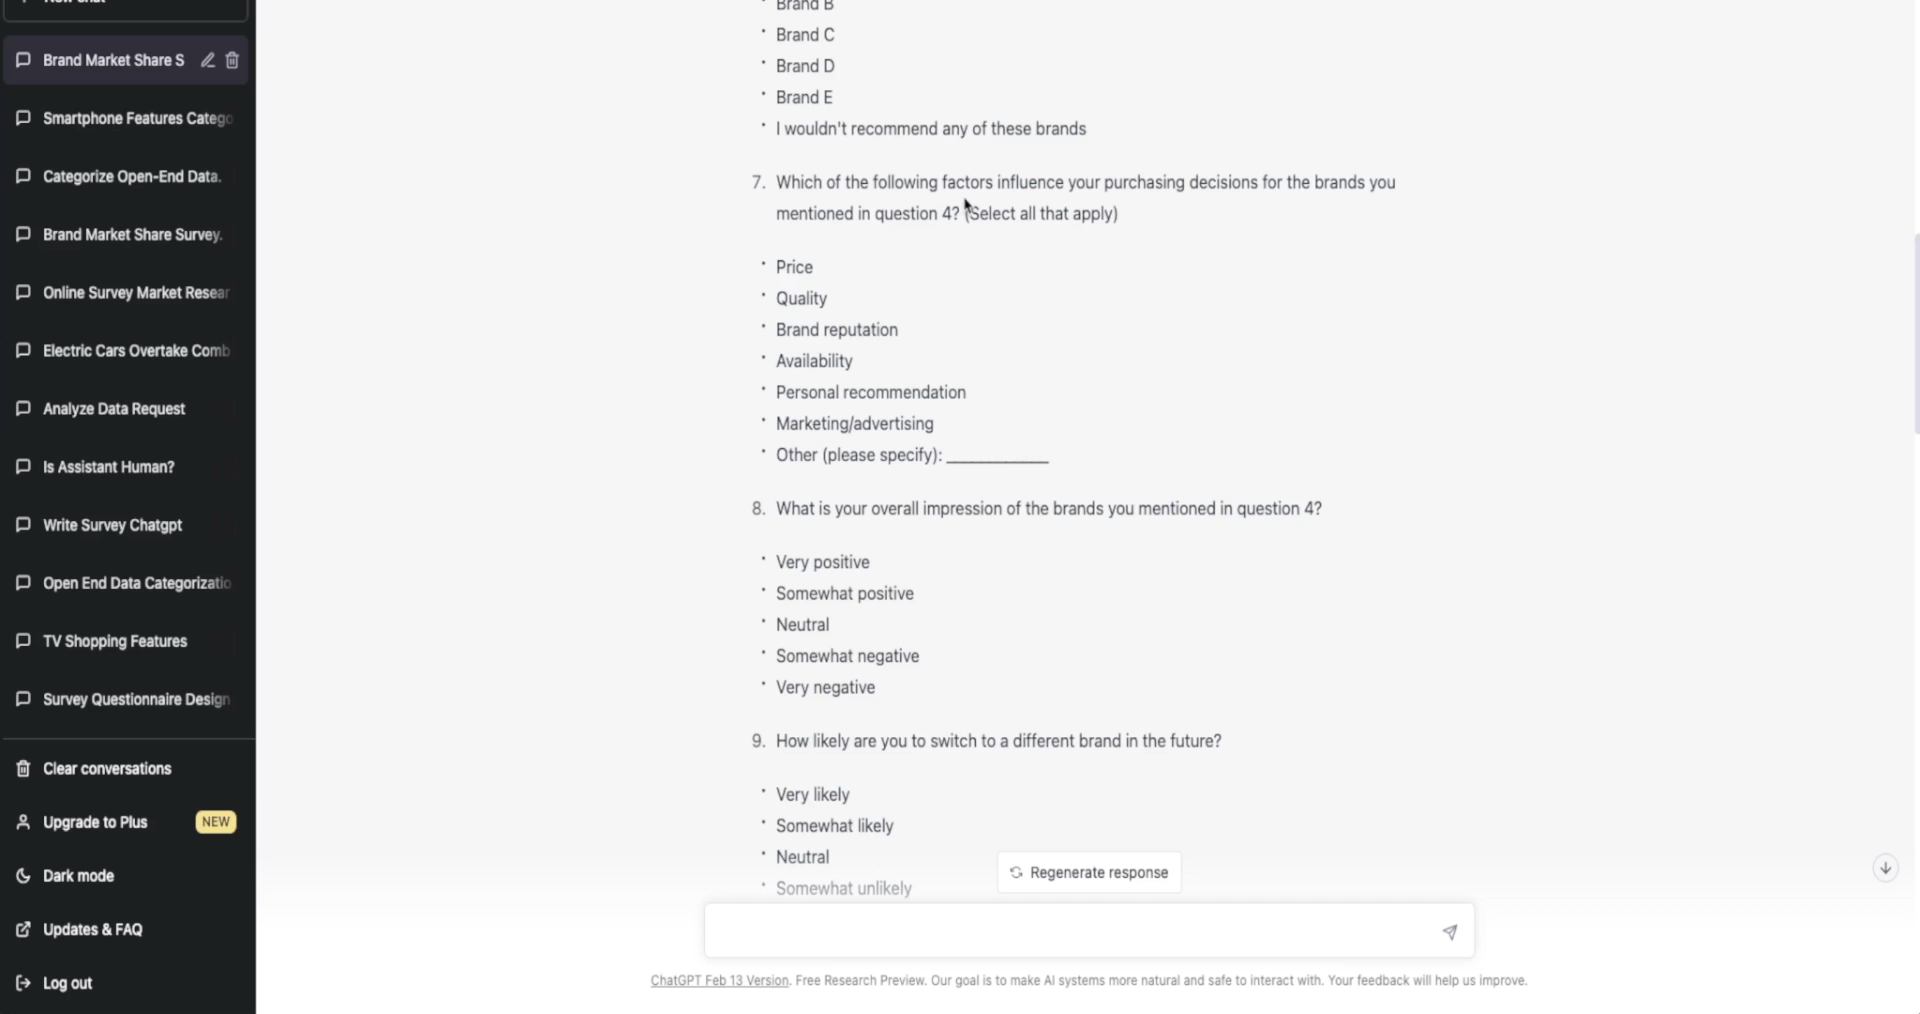 New chat
Brand Market Share S
Smartphone Features Catego
Categorize Open-End Data.
Brand Market Share Survey.
Online Survey Market Resear
Electric Cars Overtake Comb
Analyze Data Request
Is Assistant Human?
Write Survey Chatgpt
Open End Data Categorizatio
TV Shopping Features
Survey Questionnaire Design
Clear conversations
Upgrade to Plus NEW
Dark mode
Updates & FAQ
Log out
Brand B
Brand C
Brand D
Brand E
I wouldn't recommend any of these brands
7. Which of the following factors influence your purchasing decisions for the brands you
mentioned in question 4? (Select all that apply)
Price
Quality
Brand reputation
Availability
Personal recommendation
Marketing/advertising
Other (please specify): ____________
8. What is your overall impression of the brands you mentioned in question 4?
Very positive
Somewhat positive
Neutral
Somewhat negative
Very negative
9. How likely are you to switch to a different brand in the future?
Very likely
Somewhat likely
Neutral
Somewhat unlikely
Regenerate response
ChatGPT Feb 13 Version. Free Research Preview. Our goal is to make AI systems more natural and safe to interact with. Your feedback will help us improve.